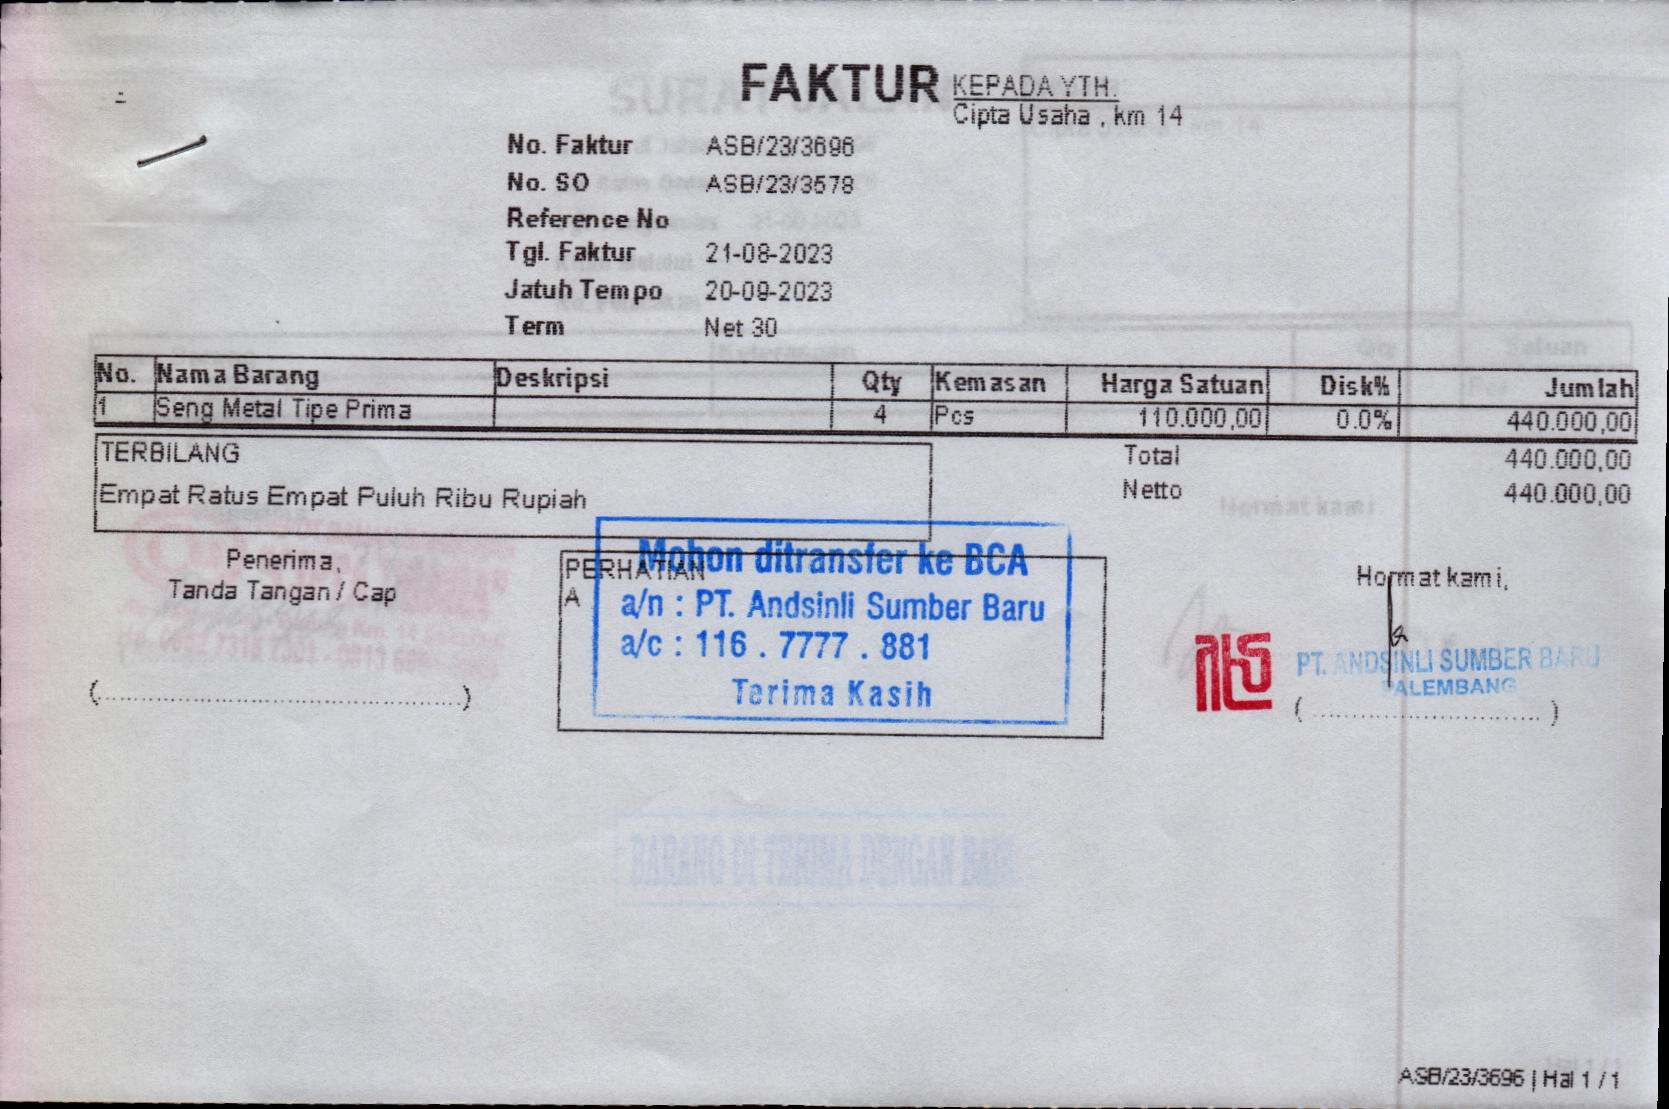 FAKTUR
KEPADA YTH.
Cipta Usaha , km 14
No. Faktur ASB/23/3696
No. SO ASB/23/3578
Reference No
Tgl. Faktur 21-08-2023
Jatuh Tempo 20-09-2023
Term Net 30
No. Nama Barang Deskripsi Qty Kemasan Harga Satuan Disk% Jumlah
1 Seng Metal Tipe Prima 4 Pcs 110.000,00 0.0% 440.000,00
TERBILANG
Empat Ratus Empat Puluh Ribu Rupiah
Total 440.000,00
Netto 440.000,00
Penerima,
Tanda Tangan / Cap
(..........................................)
PERHATIAN
A
Mohon ditransfer ke BCA
a/n : PT. Andsinli Sumber Baru
a/c : 116 . 7777 . 881
Terima Kasih
Hormat kami,
PT. ANDSINLI SUMBER BARU
PALEMBANG
( ............................ )
BARANG DI TERIMA DENGAN BAIK
ASB/23/3696 | Hal 1 / 1